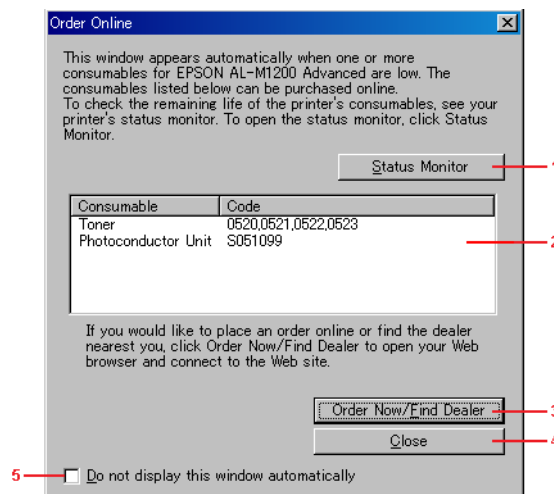 Order Online
This window appears automatically when one or more
consumables for EPSON AL-M1200 Advanced are low. The
consumables listed below can be purchased online.
To check the remaining life of the printer's consumables, see your
printer's status monitor. To open the status monitor, click Status
Monitor.
Status Monitor 1
Consumable Code
Toner 0520,0521,0522,0523
Photoconductor Unit S051099
2
If you would like to place an order online or find the dealer
nearest you, click Order Now/Find Dealer to open your Web
browser and connect to the Web site.
Order Now/Find Dealer 3
Close 4
5 Do not display this window automatically